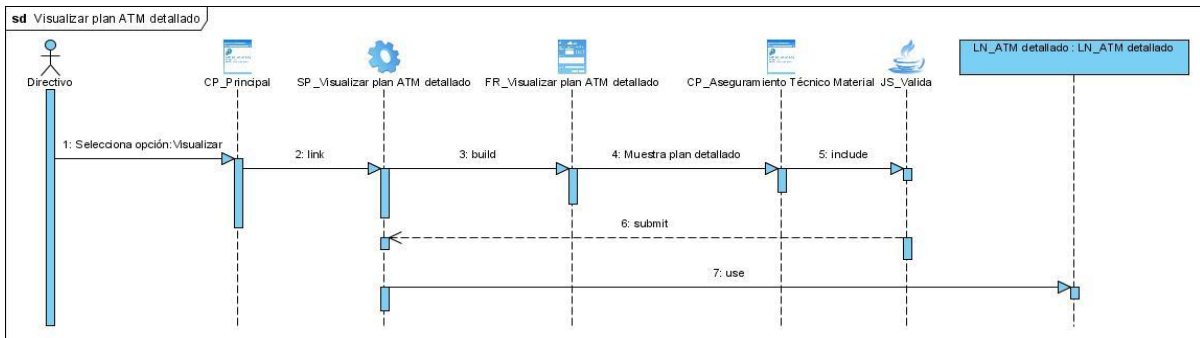 sd Visualizar plan ATM detallado
LN_ATM detallado : LN_ATM detallado
Directivo
CP_Principal
SP_Visualizar plan ATM detallado
FR_Visualizar plan ATM detallado
CP_Aseguramiento Técnico Material
JS_Valida
1: Selecciona opción:Visualizar
2: link
3: build
4: Muestra plan detallado
5: include
6: submit
7: use